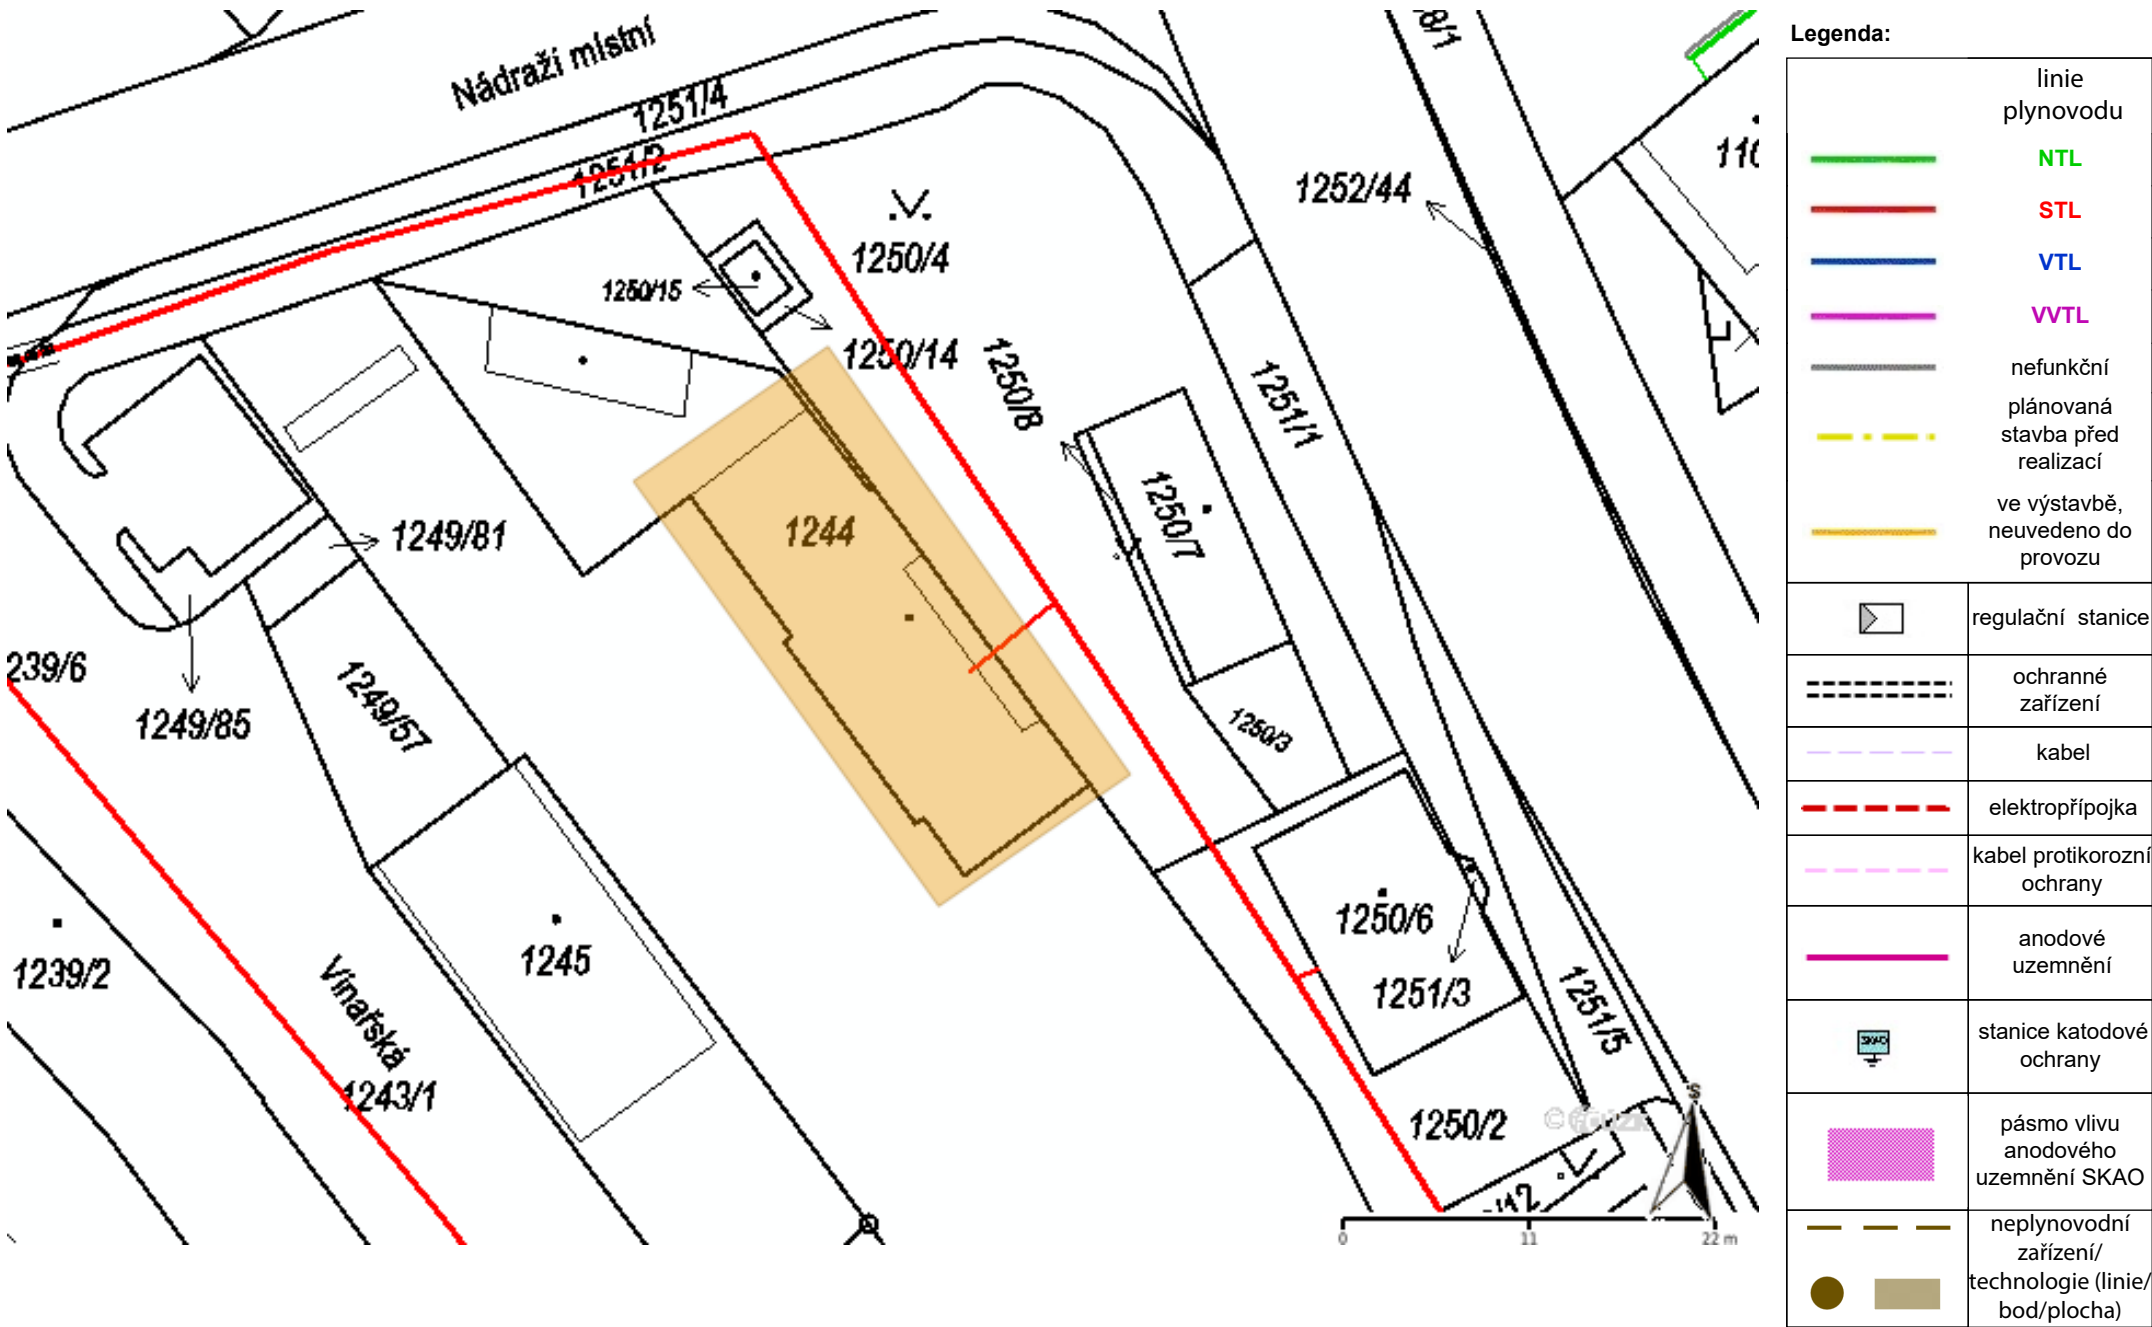 Nádraží místní
1251/4
1251/2
1252/44
1250/4
1250/15
1250/14
1250/8
1251/1
1244
1249/81
1250/7
239/6
1249/85
1249/57
1250/3
1245
1239/2
Vinařská
1243/1
1250/6
1251/3
1251/5
1250/2
S
0 11 22 m
Legenda:
linie
plynovodu
NTL
STL
VTL
VVTL
nefunkční
plánovaná
stavba před
realizací
ve výstavbě,
neuvedeno do
provozu
regulační stanice
ochranné
zařízení
kabel
elektropřípojka
kabel protikorozní
ochrany
anodové
uzemnění
SKAO
stanice katodové
ochrany
pásmo vlivu
anodového
uzemnění SKAO
neplynovodní
zařízení/
technologie (linie/
bod/plocha)